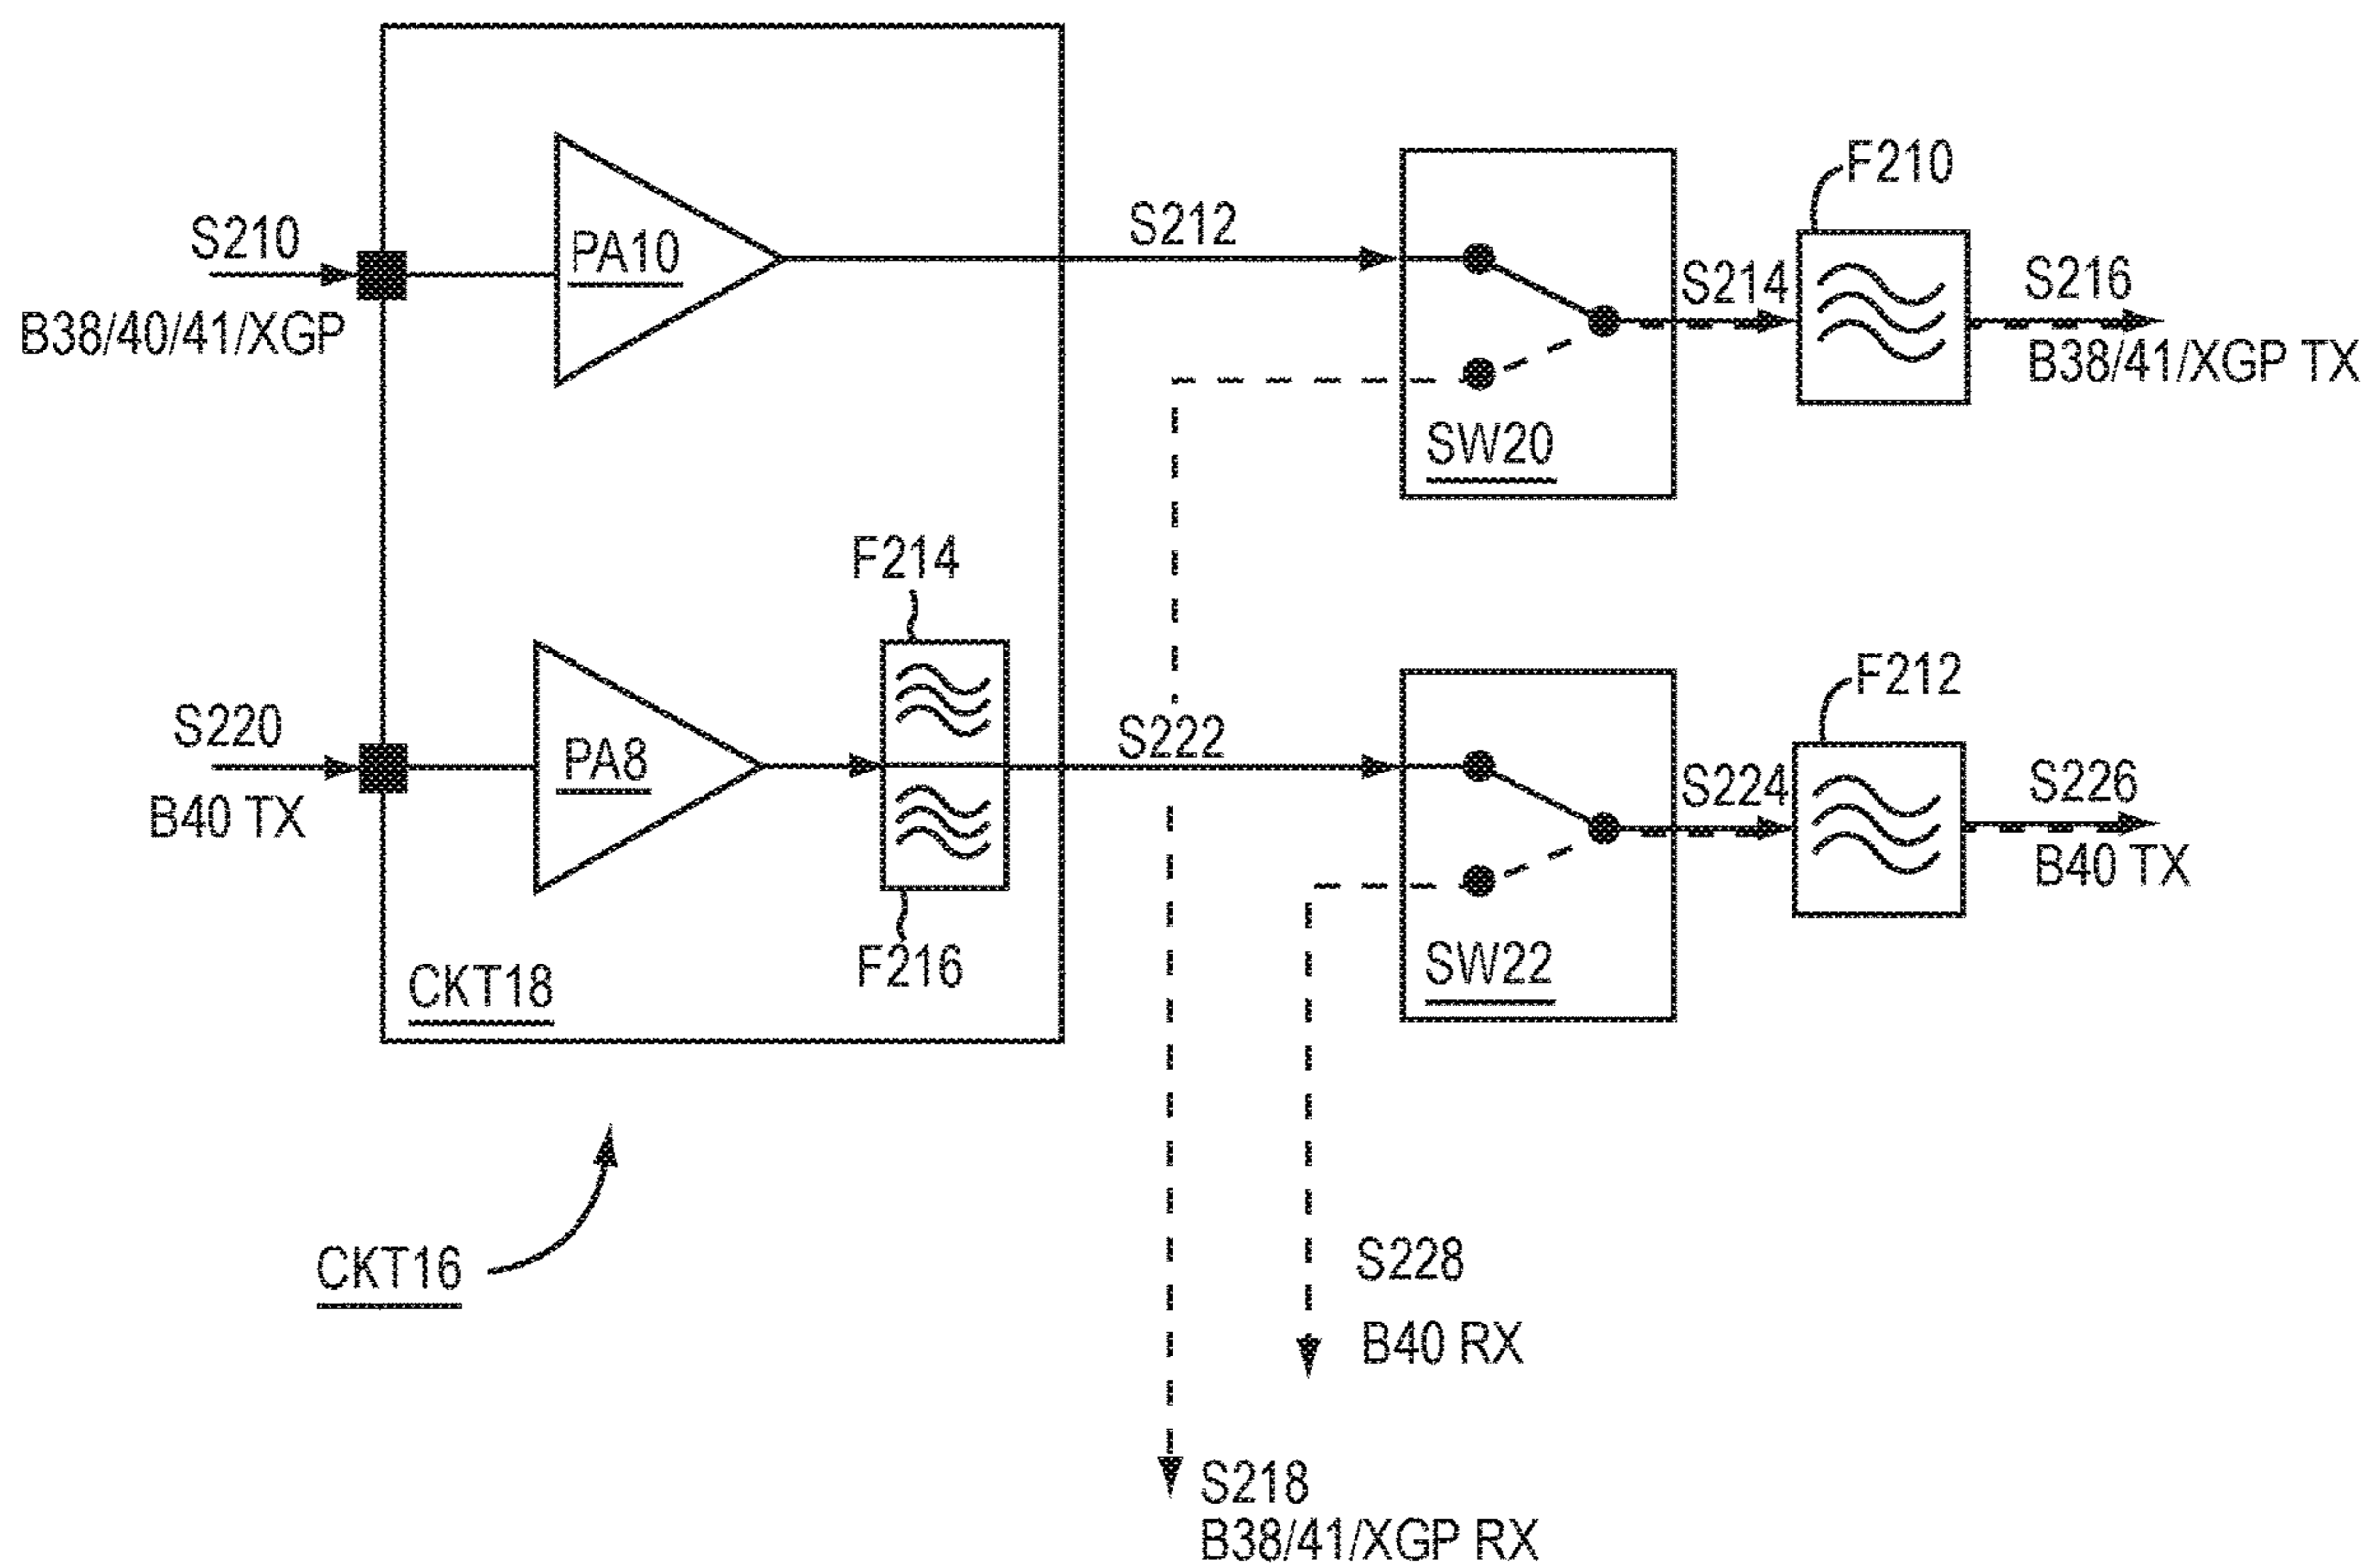 F210
S210
PA10
S212
S214
S216
B38/40/41/XGP
B38/41/XGP TX
SW20
F214
F212
S220
PA8
S222
S224
S226
B40 TX
B40 TX
F216
SW22
CKT18
CKT16
S228
B40 RX
S218
B38/41/XGP RX